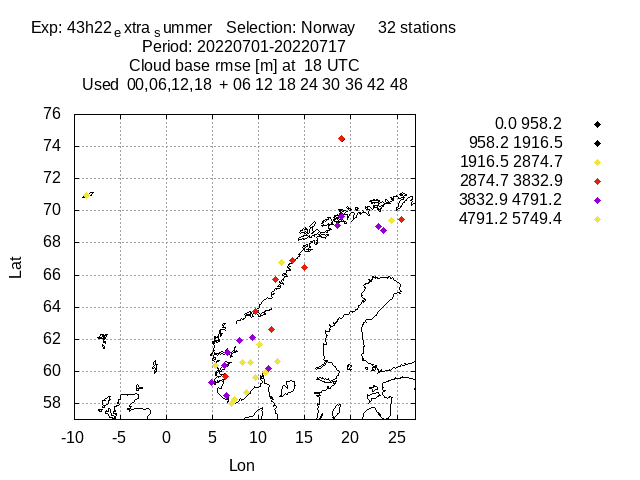 Exp: 43h22e xtras ummer   Selection: Norway     32 stations
Period: 20220701-20220717
Cloud base rmse [m] at  18 UTC
Used  00,06,12,18  + 06 12 18 24 30 36 42 48
0.0 958.2
958.2 1916.5
1916.5 2874.7
2874.7 3832.9
3832.9 4791.2
4791.2 5749.4
76
74
72
70
68
66
64
62
60
58
Lat
-10 -5 0 5 10 15 20 25
Lon